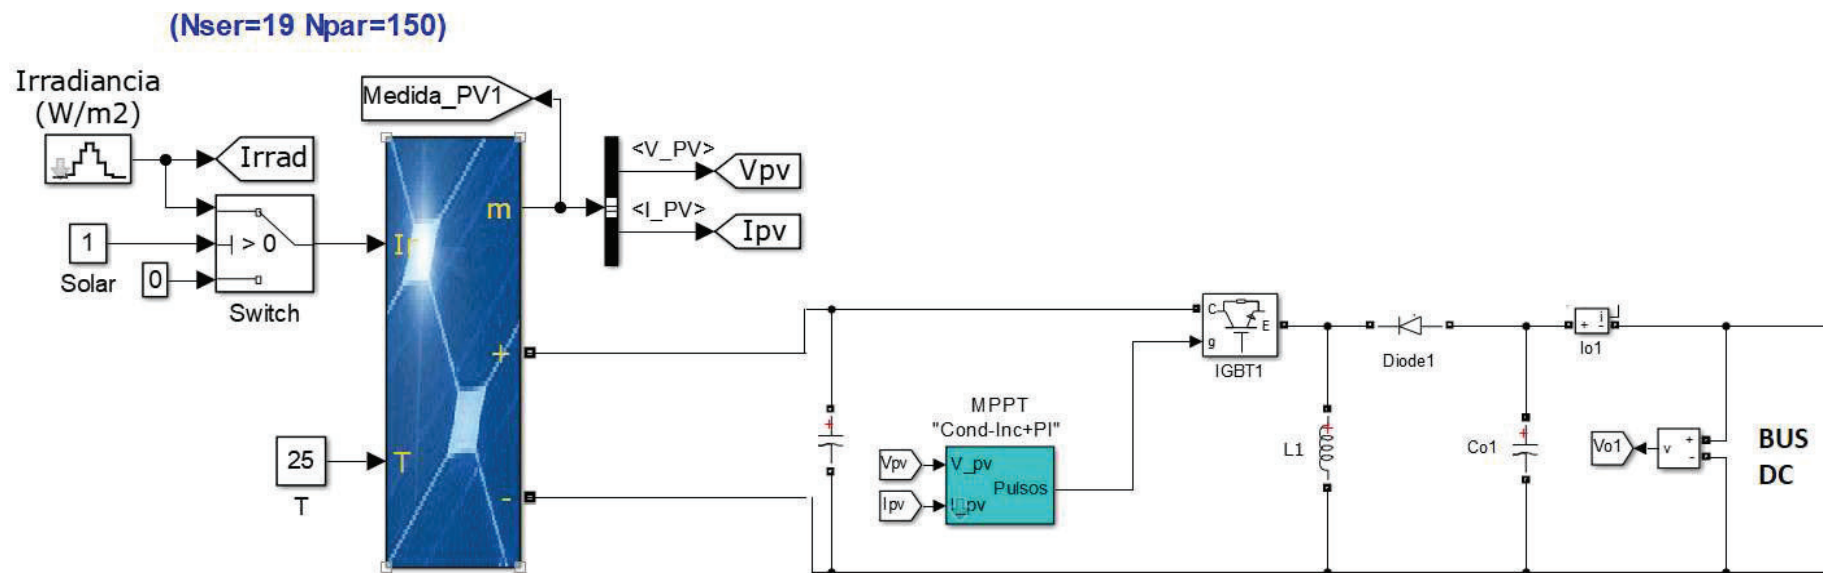 (Nser=19 Npar=150)
Irradiancia
(W/m2)
Irrad
Medida_PV1
<V_PV>
Vpv
<I_PV>
Ipv
m
Ir
1
Solar
> 0
0
Switch
+
-
25
T
T
MPPT
"Cond-Inc+PI"
Vpv
V_pv
Ipv
I_pv
Pulsos
C
E
g
IGBT1
L1
Diode1
Co1
i
+ -
Io1
Vo1
v
+
-
BUS
DC